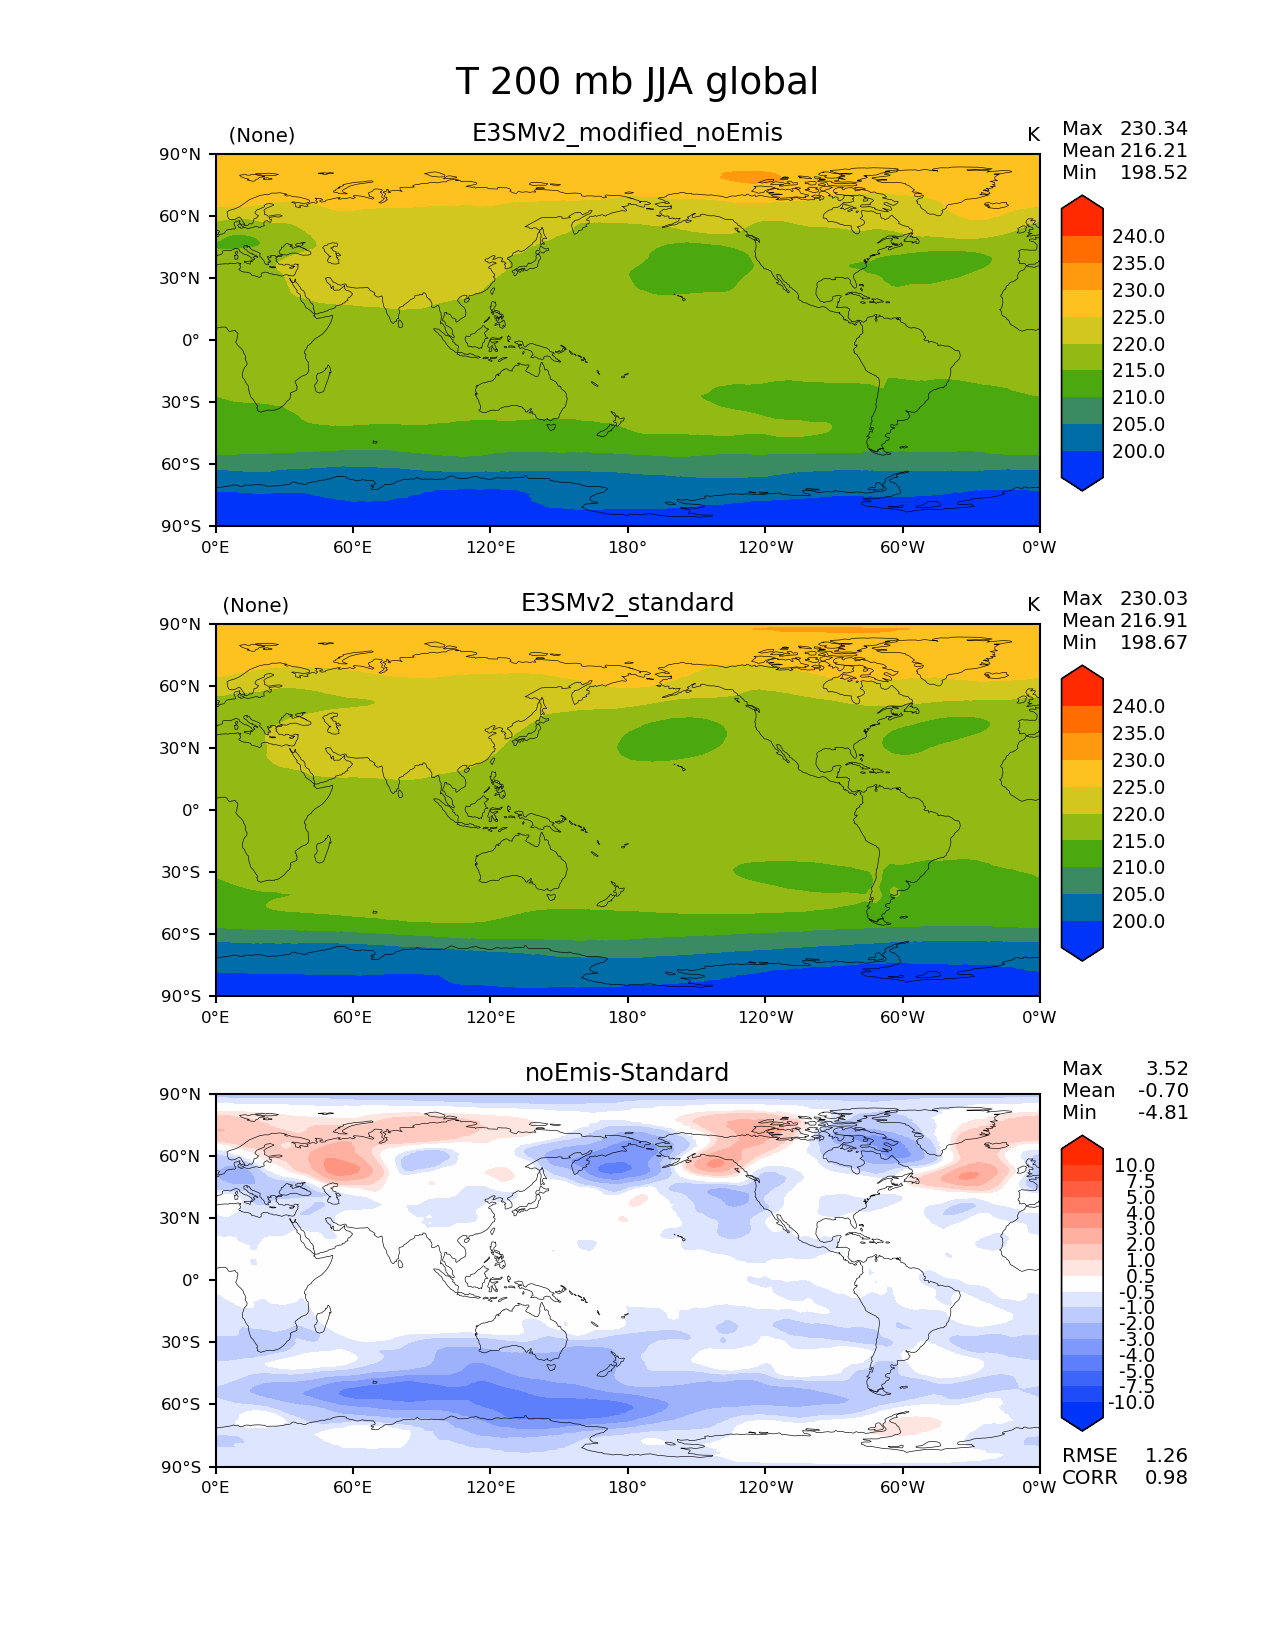 T 200 mb JJA global
(None) E3SMv2_modified_noEmis K
Max 230.34
Mean 216.21
Min 198.52
90°N
60°N
30°N
0°
30°S
60°S
90°S
0°E 60°E 120°E 180° 120°W 60°W 0°W
240.0
235.0
230.0
225.0
220.0
215.0
210.0
205.0
200.0
(None) E3SMv2_standard K
Max 230.03
Mean 216.91
Min 198.67
90°N
60°N
30°N
0°
30°S
60°S
90°S
0°E 60°E 120°E 180° 120°W 60°W 0°W
240.0
235.0
230.0
225.0
220.0
215.0
210.0
205.0
200.0
noEmis-Standard
Max 3.52
Mean -0.70
Min -4.81
90°N
60°N
30°N
0°
30°S
60°S
90°S
0°E 60°E 120°E 180° 120°W 60°W 0°W
10.0
7.5
5.0
4.0
3.0
2.0
1.0
0.5
-0.5
-1.0
-2.0
-3.0
-4.0
-5.0
-7.5
-10.0
RMSE 1.26
CORR 0.98